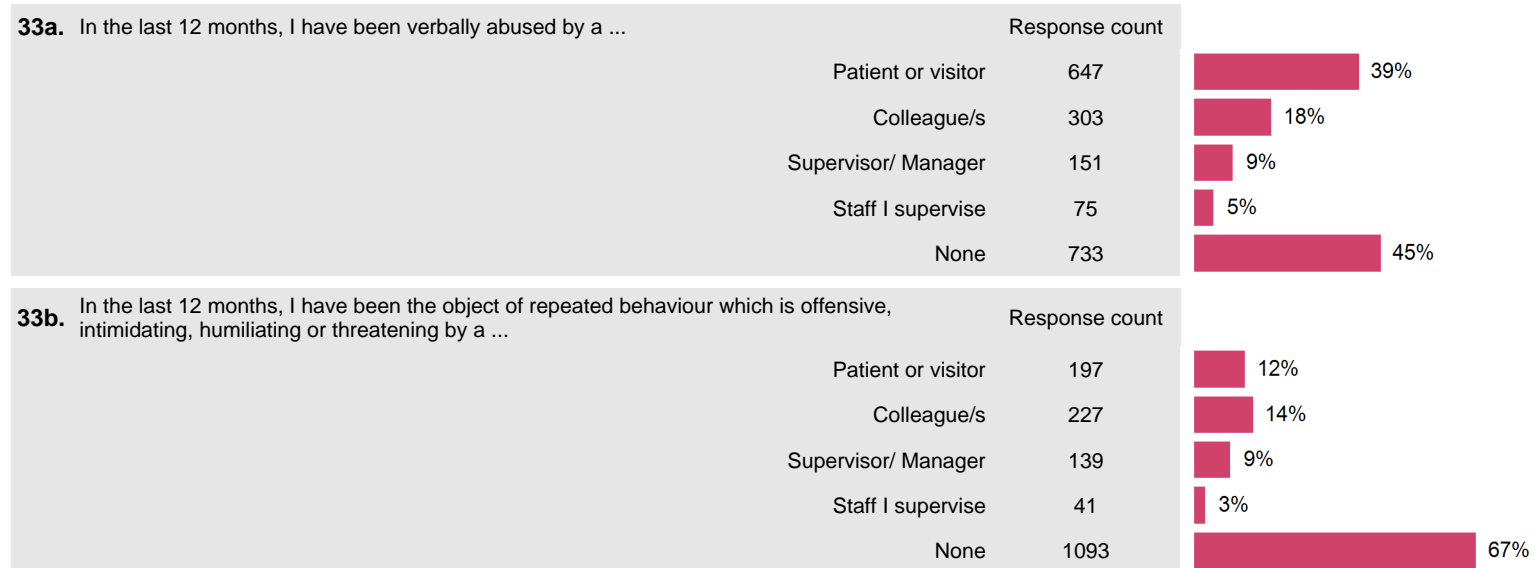 33a. In the last 12 months, I have been verbally abused by a ... Response count
Patient or visitor 647 39%
Colleague/s 303 18%
Supervisor/ Manager 151 9%
Staff I supervise 75 5%
None 733 45%
33b. In the last 12 months, I have been the object of repeated behaviour which is offensive,
intimidating, humiliating or threatening by a ... Response count
Patient or visitor 197 12%
Colleague/s 227 14%
Supervisor/ Manager 139 9%
Staff I supervise 41 3%
None 1093 67%